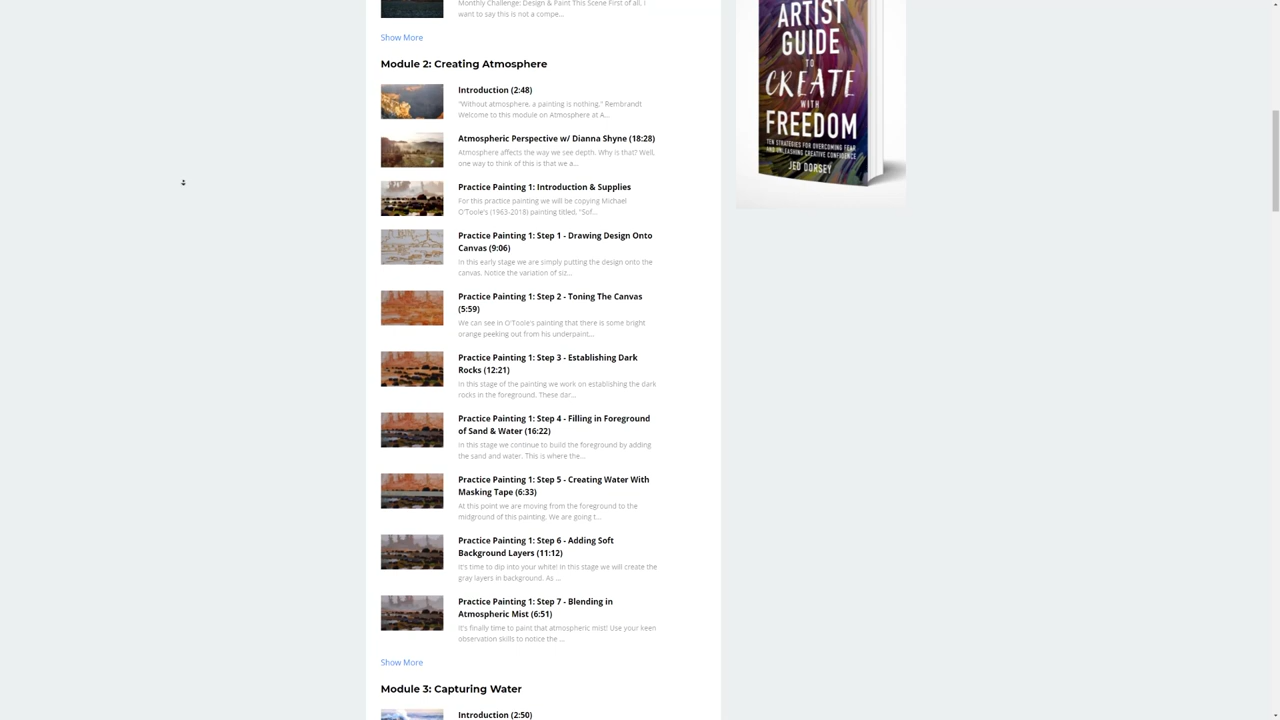 Monthly Challenge: Design & Paint This Scene First of all, I
want to say this is not a compe...
Show More
Module 2: Creating Atmosphere
Introduction (2:48)
"Without atmosphere, a painting is nothing." Rembrandt
Welcome to this module on Atmosphere at A...
Atmospheric Perspective w/ Dianna Shyne (18:28)
Atmosphere affects the way we see depth. Why is that? Well,
one way to think of this is that we a...
Practice Painting 1: Introduction & Supplies
For this practice painting we will be copying Michael
O'Toole's (1963-2018) painting titled, "Sof...
Practice Painting 1: Step 1 - Drawing Design Onto
Canvas (9:06)
In this early stage we are simply putting the design onto the
canvas. Notice the variation of siz...
Practice Painting 1: Step 2 - Toning The Canvas
(5:59)
We can see in O'Toole's painting that there is some bright
orange peeking out from his underpaint...
Practice Painting 1: Step 3 - Establishing Dark
Rocks (12:21)
In this stage of the painting we work on establishing the dark
rocks in the foreground. These dar...
Practice Painting 1: Step 4 - Filling in Foreground
of Sand & Water (16:22)
In this stage we continue to build the foreground by adding
the sand and water. This is where the...
Practice Painting 1: Step 5 - Creating Water With
Masking Tape (6:33)
At this point we are moving from the foreground to the
midground of this painting. We are going t...
Practice Painting 1: Step 6 - Adding Soft
Background Layers (11:12)
It's time to dip into your white! In this stage we will create the
gray layers in background. As ...
Practice Painting 1: Step 7 - Blending in
Atmospheric Mist (6:51)
It's finally time to paint that atmospheric mist! Use your keen
observation skills to notice the ...
Show More
Module 3: Capturing Water
Introduction (2:50)
ARTIST
GUIDE
TO
CREATE
WITH
FREEDOM
TEN STRATEGIES FOR OVERCOMING FEAR
AND UNLEASHING CREATIVE CONFIDENCE
JED DORSEY